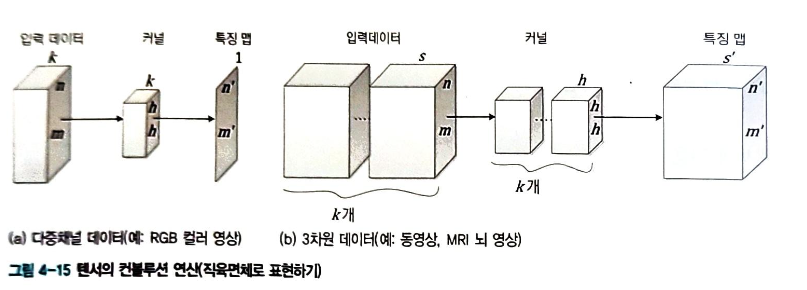 입력 데이터 커널 특징 맵 입력데이터 커널 특징 맵
k 1 s s'
m k n' n h n'
h h
m h m' m h m'
..... .....
k개 k개
(a) 다중채널 데이터(예: RGB 컬러 영상) (b) 3차원 데이터(예: 동영상, MRI 뇌 영상)
그림 4-15 텐서의 컨볼루션 연산(직육면체로 표현하기)